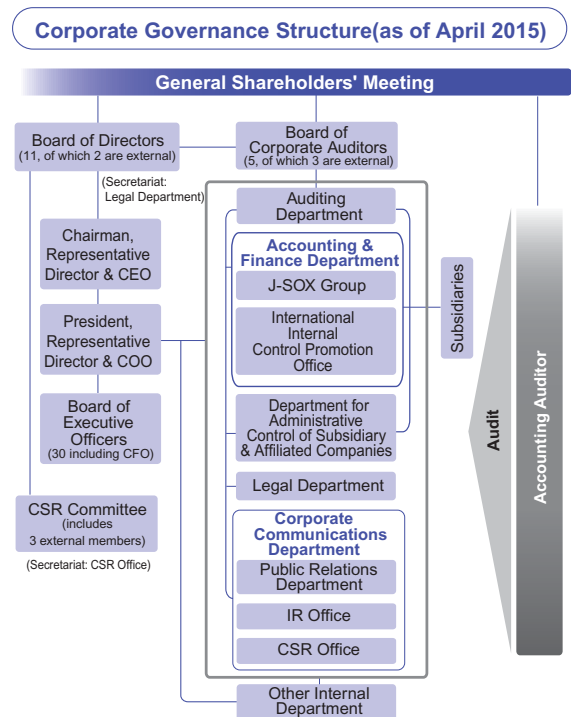 Corporate Governance Structure(as of April 2015)
General Shareholders' Meeting
Board of Directors
(11, of which 2 are external)
(Secretariat:
Legal Department)
Board of
Corporate Auditors
(5, of which 3 are external)
Chairman,
Representative
Director & CEO
President,
Representative
Director & COO
Board of
Executive
Officers
(30 including CFO)
CSR Committee
(includes
3 external members)
(Secretariat: CSR Office)
Auditing
Department
Accounting &
Finance Department
J-SOX Group
International
Internal
Control Promotion
Office
Department for
Administrative
Control of Subsidiary
& Affiliated Companies
Legal Department
Corporate
Communications
Department
Public Relations
Department
IR Office
CSR Office
Other Internal
Department
Subsidiaries
Audit
Accounting Auditor